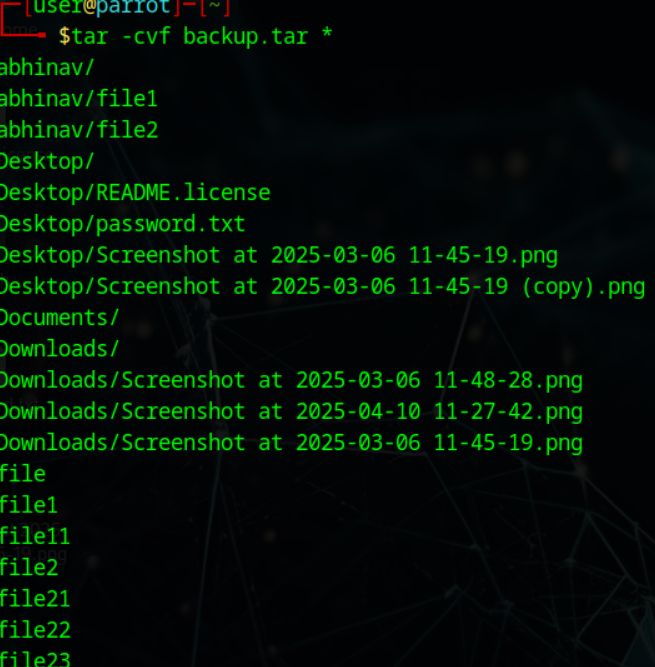 ┌─[user@parrot]─[~]
└──╼ $tar -cvf backup.tar *
abhinav/
abhinav/file1
abhinav/file2
Desktop/
Desktop/README.license
Desktop/password.txt
Desktop/Screenshot at 2025-03-06 11-45-19.png
Desktop/Screenshot at 2025-03-06 11-45-19 (copy).png
Documents/
Downloads/
Downloads/Screenshot at 2025-03-06 11-48-28.png
Downloads/Screenshot at 2025-04-10 11-27-42.png
Downloads/Screenshot at 2025-03-06 11-45-19.png
file
file1
file11
file2
file21
file22
file23